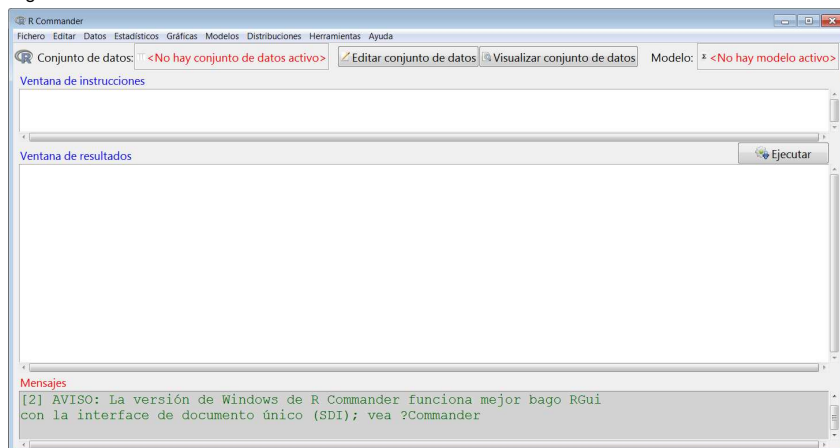 R Commander
Fichero Editar Datos Estadísticos Gráficas Modelos Distribuciones Herramientas Ayuda
Conjunto de datos: <No hay conjunto de datos activo> Editar conjunto de datos Visualizar conjunto de datos Modelo: Σ <No hay modelo activo>
Ventana de instrucciones
Ventana de resultados
Ejecutar
Mensajes
[2] AVISO: La versión de Windows de R Commander funciona mejor bago RGui
con la interface de documento único (SDI); vea ?Commander